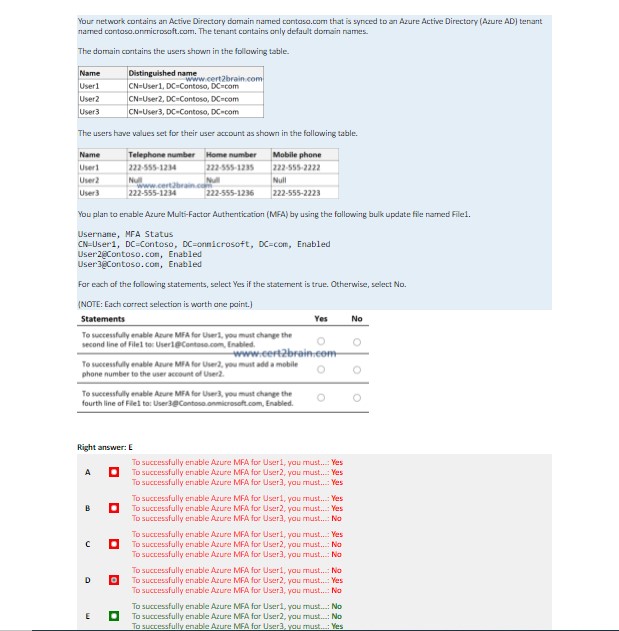 Your network contains an Active Directory domain named contoso.com that is synced to an Azure Active Directory (Azure AD) tenant
named contoso.onmicrosoft.com. The tenant contains only default domain names.
The domain contains the users shown in the following table.
Name Distinguished name
www.cert2brain.com
User1 CN=User1, DC=Contoso, DC=com
User2 CN=User2, DC=Contoso, DC=com
User3 CN=User3, DC=Contoso, DC=com
The users have values set for their user account as shown in the following table.
Name Telephone number Home number Mobile phone
User1 222-555-1234 222-555-1235 222-555-2222
User2 Null Null Null
www.cert2brain.com
User3 222-555-1234 222-555-1236 222-555-2223
You plan to enable Azure Multi-Factor Authentication (MFA) by using the following bulk update file named File1.
Username, MFA Status
CN=User1, DC=Contoso, DC=onmicrosoft, DC=com, Enabled
User2@Contoso.com, Enabled
User3@Contoso.com, Enabled
For each of the following statements, select Yes if the statement is true. Otherwise, select No.
(NOTE: Each correct selection is worth one point.)
Statements Yes No
To successfully enable Azure MFA for User1, you must change the
second line of File1 to: User1@Contoso.com, Enabled.
www.cert2brain.com
To successfully enable Azure MFA for User2, you must add a mobile
phone number to the user account of User2.
To successfully enable Azure MFA for User3, you must change the
fourth line of File1 to: User3@Contoso.onmicrosoft.com, Enabled.
Right answer: E
To successfully enable Azure MFA for User1, you must...: Yes
A To successfully enable Azure MFA for User2, you must...: Yes
To successfully enable Azure MFA for User3, you must...: Yes
To successfully enable Azure MFA for User1, you must...: Yes
B To successfully enable Azure MFA for User2, you must...: Yes
To successfully enable Azure MFA for User3, you must...: No
To successfully enable Azure MFA for User1, you must...: Yes
C To successfully enable Azure MFA for User2, you must...: No
To successfully enable Azure MFA for User3, you must...: No
To successfully enable Azure MFA for User1, you must...: No
D To successfully enable Azure MFA for User2, you must...: Yes
To successfully enable Azure MFA for User3, you must...: No
To successfully enable Azure MFA for User1, you must...: No
E To successfully enable Azure MFA for User2, you must...: No
To successfully enable Azure MFA for User3, you must...: Yes